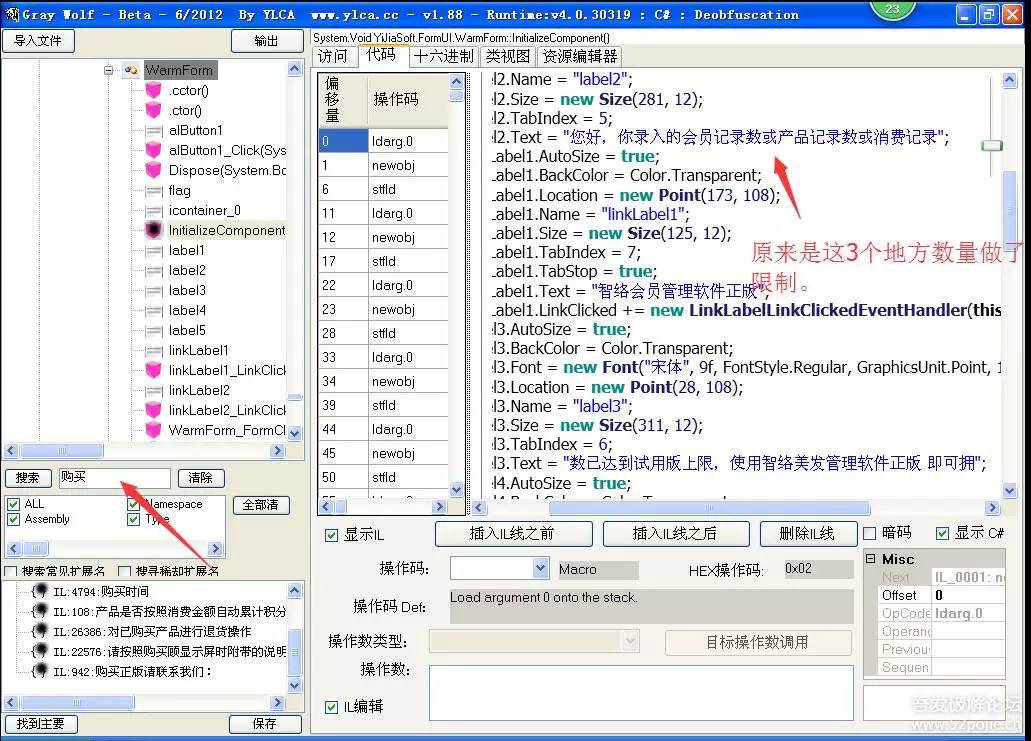 Gray Wolf - Beta - 6/2012 By YLCA www.ylca.cc - v1.88 - Runtime:v4.0.30319 : C# : Deobfuscation
23
导入文件
输出
WarmForm
.cctor()
.ctor()
alButton1
alButton1_Click(Sys
Dispose(System.Bo
flag
icontainer_0
InitializeComponent
label1
label2
label3
label4
label5
linkLabel1
linkLabel1_LinkClick
linkLabel2
linkLabel2_LinkClick
WarmForm_FormCl
搜索
购买
清除
ALL
Namespace
Assembly
Type
全部清
搜索常见扩展名
搜寻稀却扩展名
IL:4794:购买时间
IL:108:产品是否按照消费金额自动累计积分
IL:26386:对已购买产品进行退货操作
IL:22576:请按照购买顾显示屏时附带的说明
IL:942:购买正版请联系我们:
找到主要
保存
System.Void YiJiaSoft.FormUI.WarmForm::InitializeComponent()
访问
代码
十六进制
类视图
资源编辑器
偏移量
操作码
0 ldarg.0
1 newobj
6 stfld
11 ldarg.0
12 newobj
17 stfld
22 ldarg.0
23 newobj
28 stfld
33 ldarg.0
34 newobj
39 stfld
44 ldarg.0
45 newobj
50 stfld
l2.Name = "label2";
l2.Size = new Size(281, 12);
l2.TabIndex = 5;
l2.Text = "您好，你录入的会员记录数或产品记录数或消费记录";
Label1.AutoSize = true;
Label1.BackColor = Color.Transparent;
Label1.Location = new Point(173, 108);
Label1.Name = "linkLabel1";
Label1.Size = new Size(125, 12);
Label1.TabIndex = 7;
Label1.TabStop = true;
Label1.Text = "智络会员管理软件正版";
Label1.LinkClicked += new LinkLabelLinkClickedEventHandler(this
l3.AutoSize = true;
l3.BackColor = Color.Transparent;
l3.Font = new Font("宋体", 9f, FontStyle.Regular, GraphicsUnit.Point, 1
l3.Location = new Point(28, 108);
l3.Name = "label3";
l3.Size = new Size(311, 12);
l3.TabIndex = 6;
l3.Text = "数已达到试用版上限，使用智络美发管理软件正版 即可拥";
l4.AutoSize = true;
原来是这3个地方数量做了
限制。
显示IL
插入IL线之前
插入IL线之后
删除IL线
暗码
显示 C#
操作码:
Macro
HEX操作码:
0x02
操作码 Def:
Load argument 0 onto the stack.
操作数类型:
目标操作数调用
操作数:
IL编辑
Misc
Next IL_0001: n
Offset 0
OpCode ldarg.0
Operan
Previou
Sequen
吾爱破解论坛
www.52pojie.cn